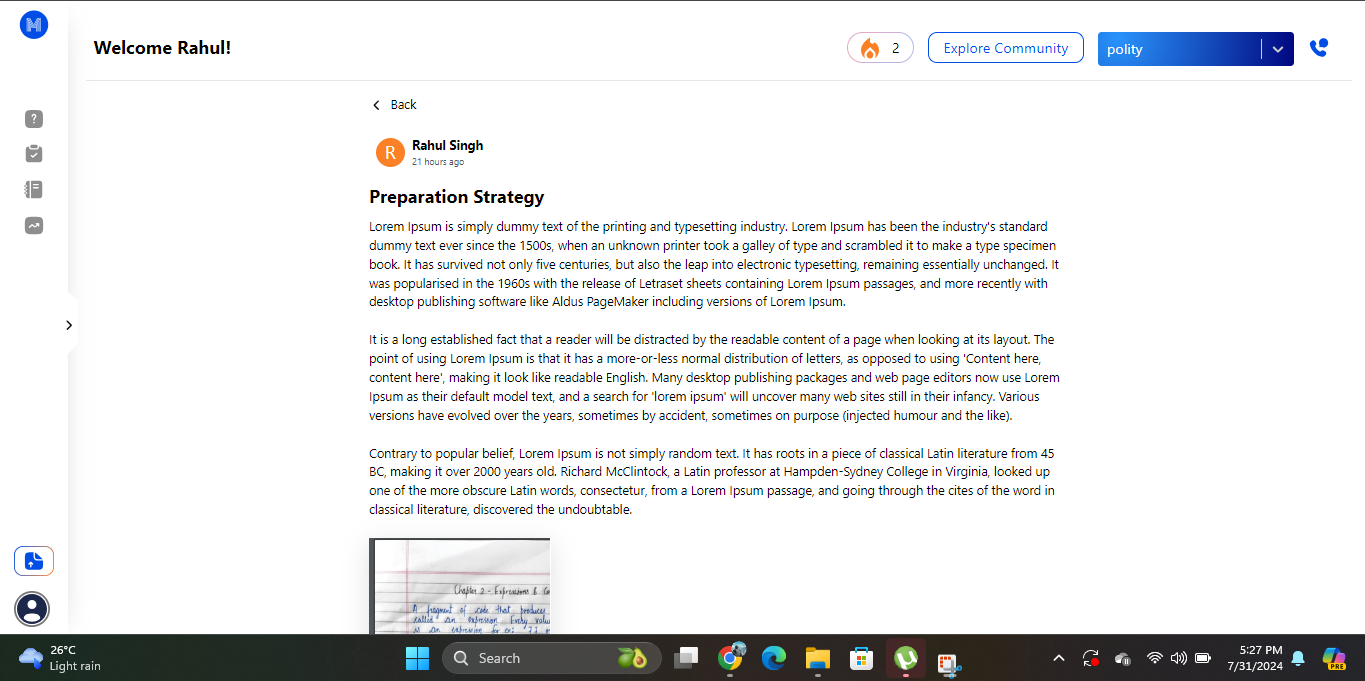 M
Welcome Rahul!
2
Explore Community
polity
Back
R
Rahul Singh
21 hours ago
Preparation Strategy
Lorem Ipsum is simply dummy text of the printing and typesetting industry. Lorem Ipsum has been the industry's standard
dummy text ever since the 1500s, when an unknown printer took a galley of type and scrambled it to make a type specimen
book. It has survived not only five centuries, but also the leap into electronic typesetting, remaining essentially unchanged. It
was popularised in the 1960s with the release of Letraset sheets containing Lorem Ipsum passages, and more recently with
desktop publishing software like Aldus PageMaker including versions of Lorem Ipsum.
It is a long established fact that a reader will be distracted by the readable content of a page when looking at its layout. The
point of using Lorem Ipsum is that it has a more-or-less normal distribution of letters, as opposed to using 'Content here,
content here', making it look like readable English. Many desktop publishing packages and web page editors now use Lorem
Ipsum as their default model text, and a search for 'lorem ipsum' will uncover many web sites still in their infancy. Various
versions have evolved over the years, sometimes by accident, sometimes on purpose (injected humour and the like).
Contrary to popular belief, Lorem Ipsum is not simply random text. It has roots in a piece of classical Latin literature from 45
BC, making it over 2000 years old. Richard McClintock, a Latin professor at Hampden-Sydney College in Virginia, looked up
one of the more obscure Latin words, consectetur, from a Lorem Ipsum passage, and going through the cites of the word in
classical literature, discovered the undoubtable.
Chapter 2 - Expressions &
A fragment of code that produces
called an expression. Every
is an expression for ex:
26°C
Light rain
Search
5:27 PM
7/31/2024
PRE